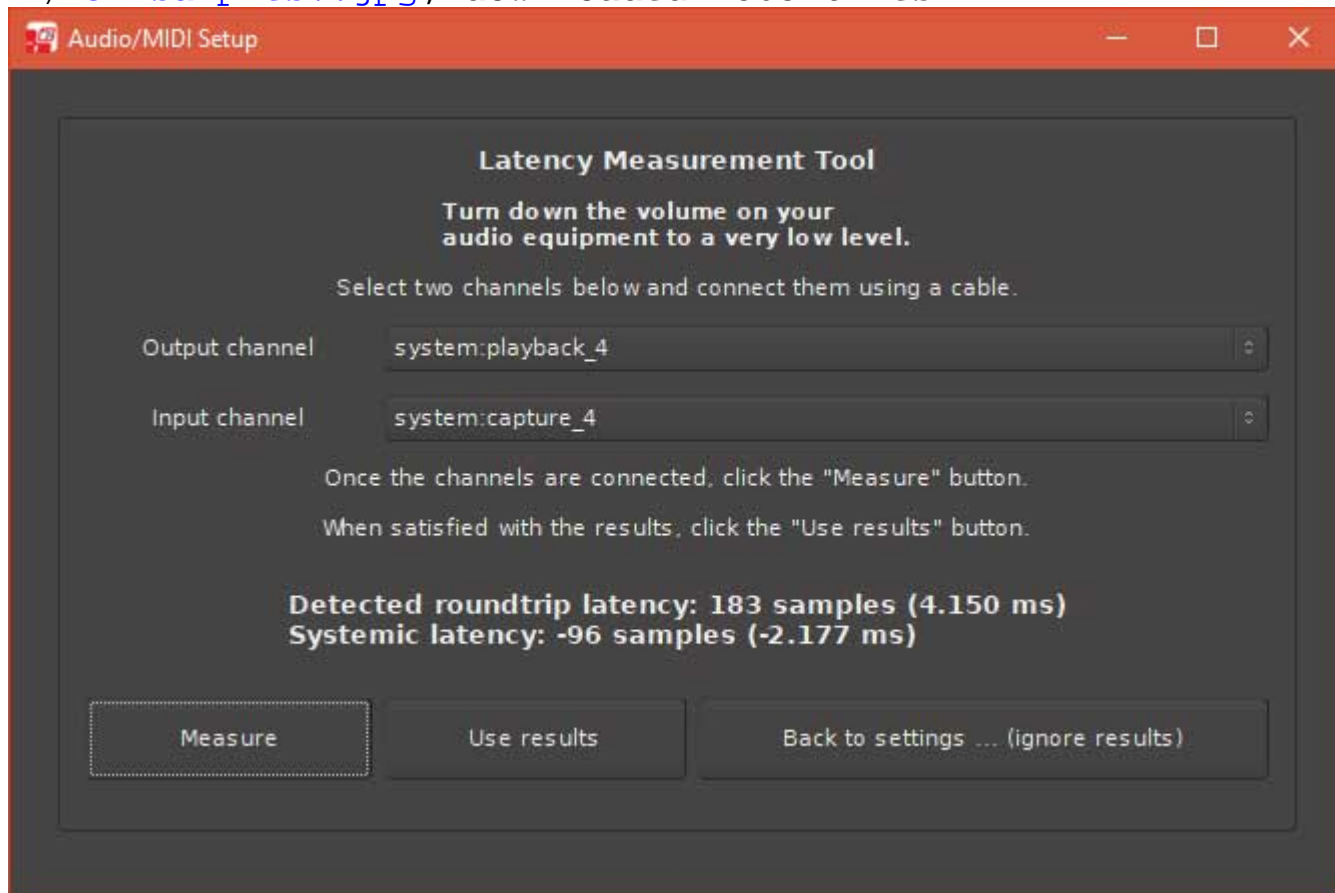 Audio/MIDI Setup
Latency Measurement Tool
Turn down the volume on your
audio equipment to a very low level.
Select two channels below and connect them using a cable.
Output channel system:playback_4
Input channel system:capture_4
Once the channels are connected, click the "Measure" button.
When satisfied with the results, click the "Use results" button.
Detected roundtrip latency: 183 samples (4.150 ms)
Systemic latency: -96 samples (-2.177 ms)
Measure Use results Back to settings ... (ignore results)